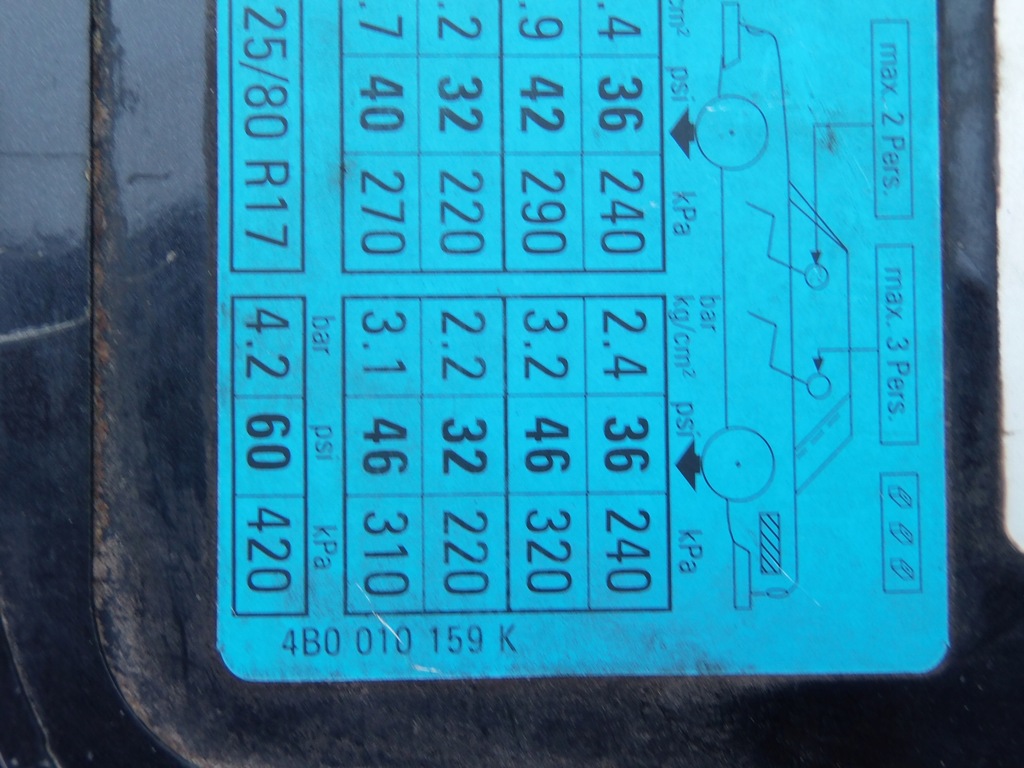 max. 2 Pers. max. 3 Pers.
bar
cm² psi kPa kg/cm² psi kPa
.4 36 240 2.4 36 240
.9 42 290 3.2 46 320
.2 32 220 2.2 32 220
.7 40 270 3.1 46 310
bar psi kPa
25/80 R17 4.2 60 420
4B0 010 159 K